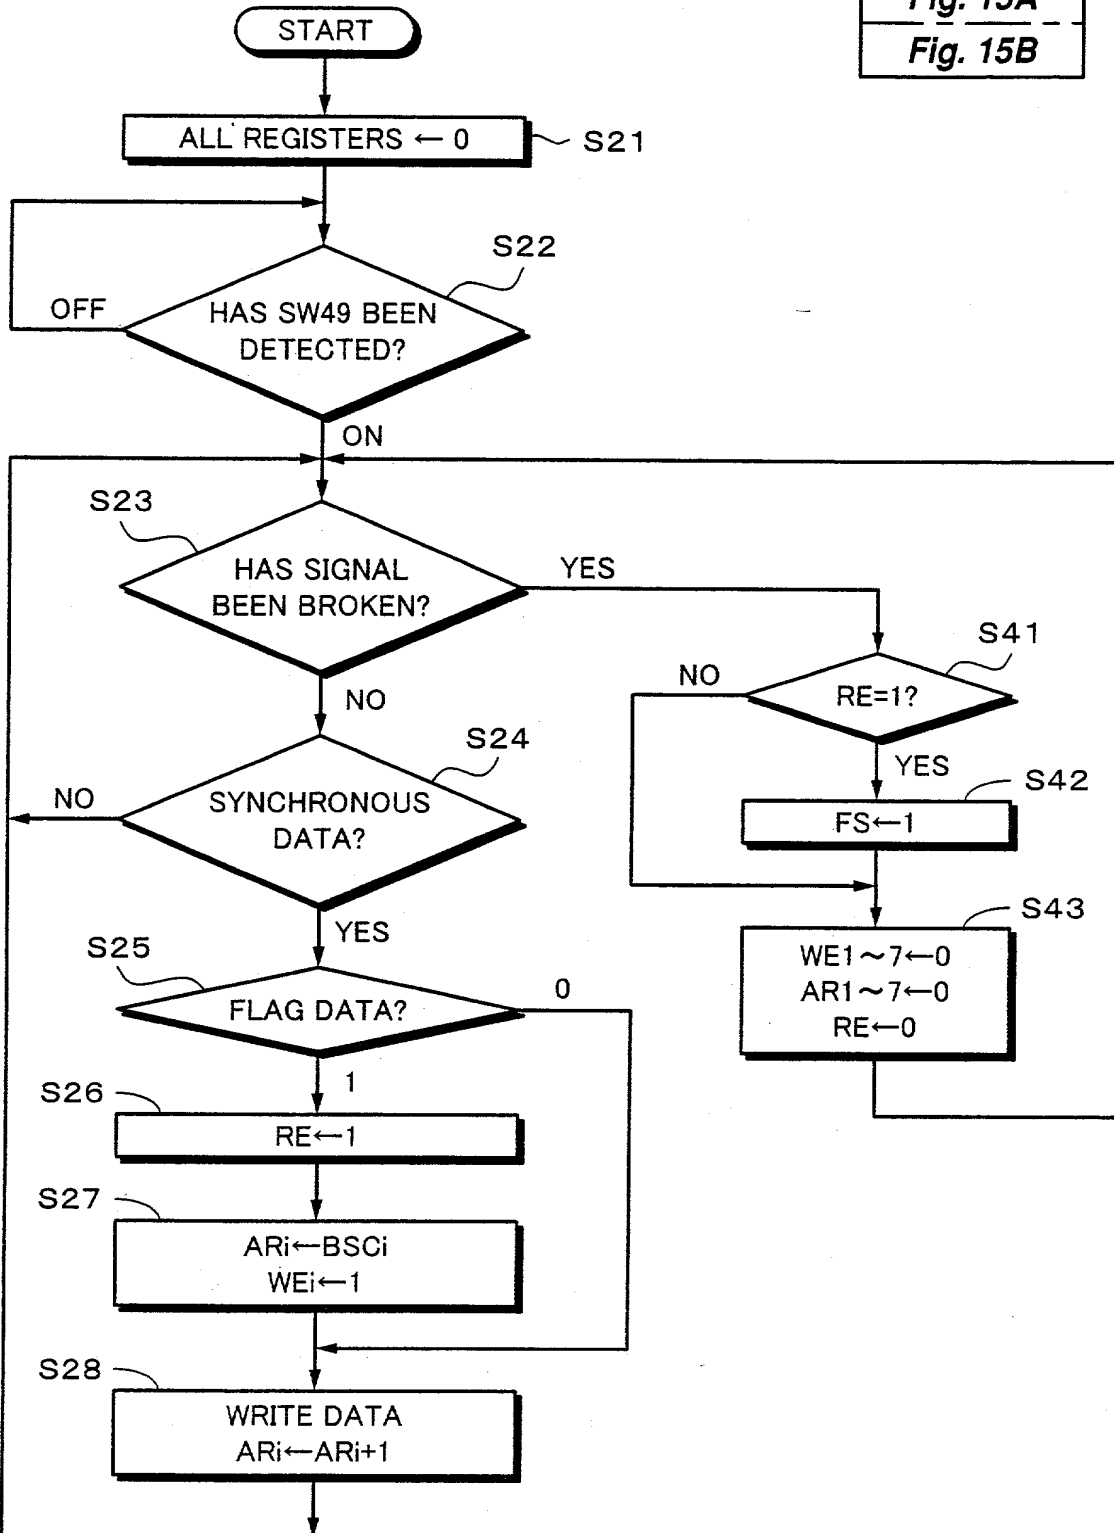 Fig. 15A
Fig. 15B
START
ALL REGISTERS ← 0
S21
S22
HAS SW49 BEEN
DETECTED?
OFF
ON
S23
HAS SIGNAL
BEEN BROKEN?
YES
NO
S41
RE=1?
NO
YES
S24
SYNCHRONOUS
DATA?
NO
YES
S42
FS←1
S43
WE1~7←0
AR1~7←0
RE←0
S25
FLAG DATA?
0
1
S26
RE←1
S27
ARi←BSCi
WEi←1
S28
WRITE DATA
ARi←ARi+1